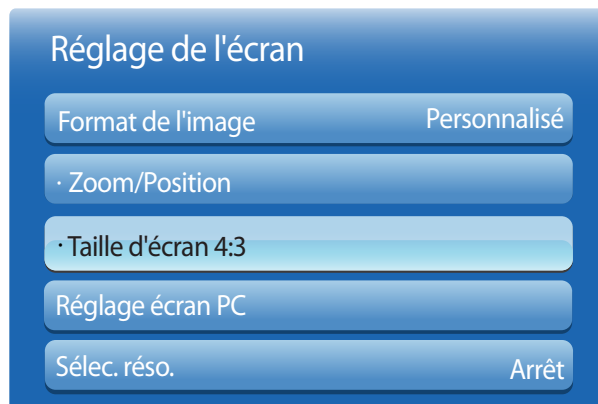 Réglage de l'écran
Format de l'image Personnalisé
· Zoom/Position
· Taille d'écran 4:3
Réglage écran PC
Sélec. réso. Arrêt